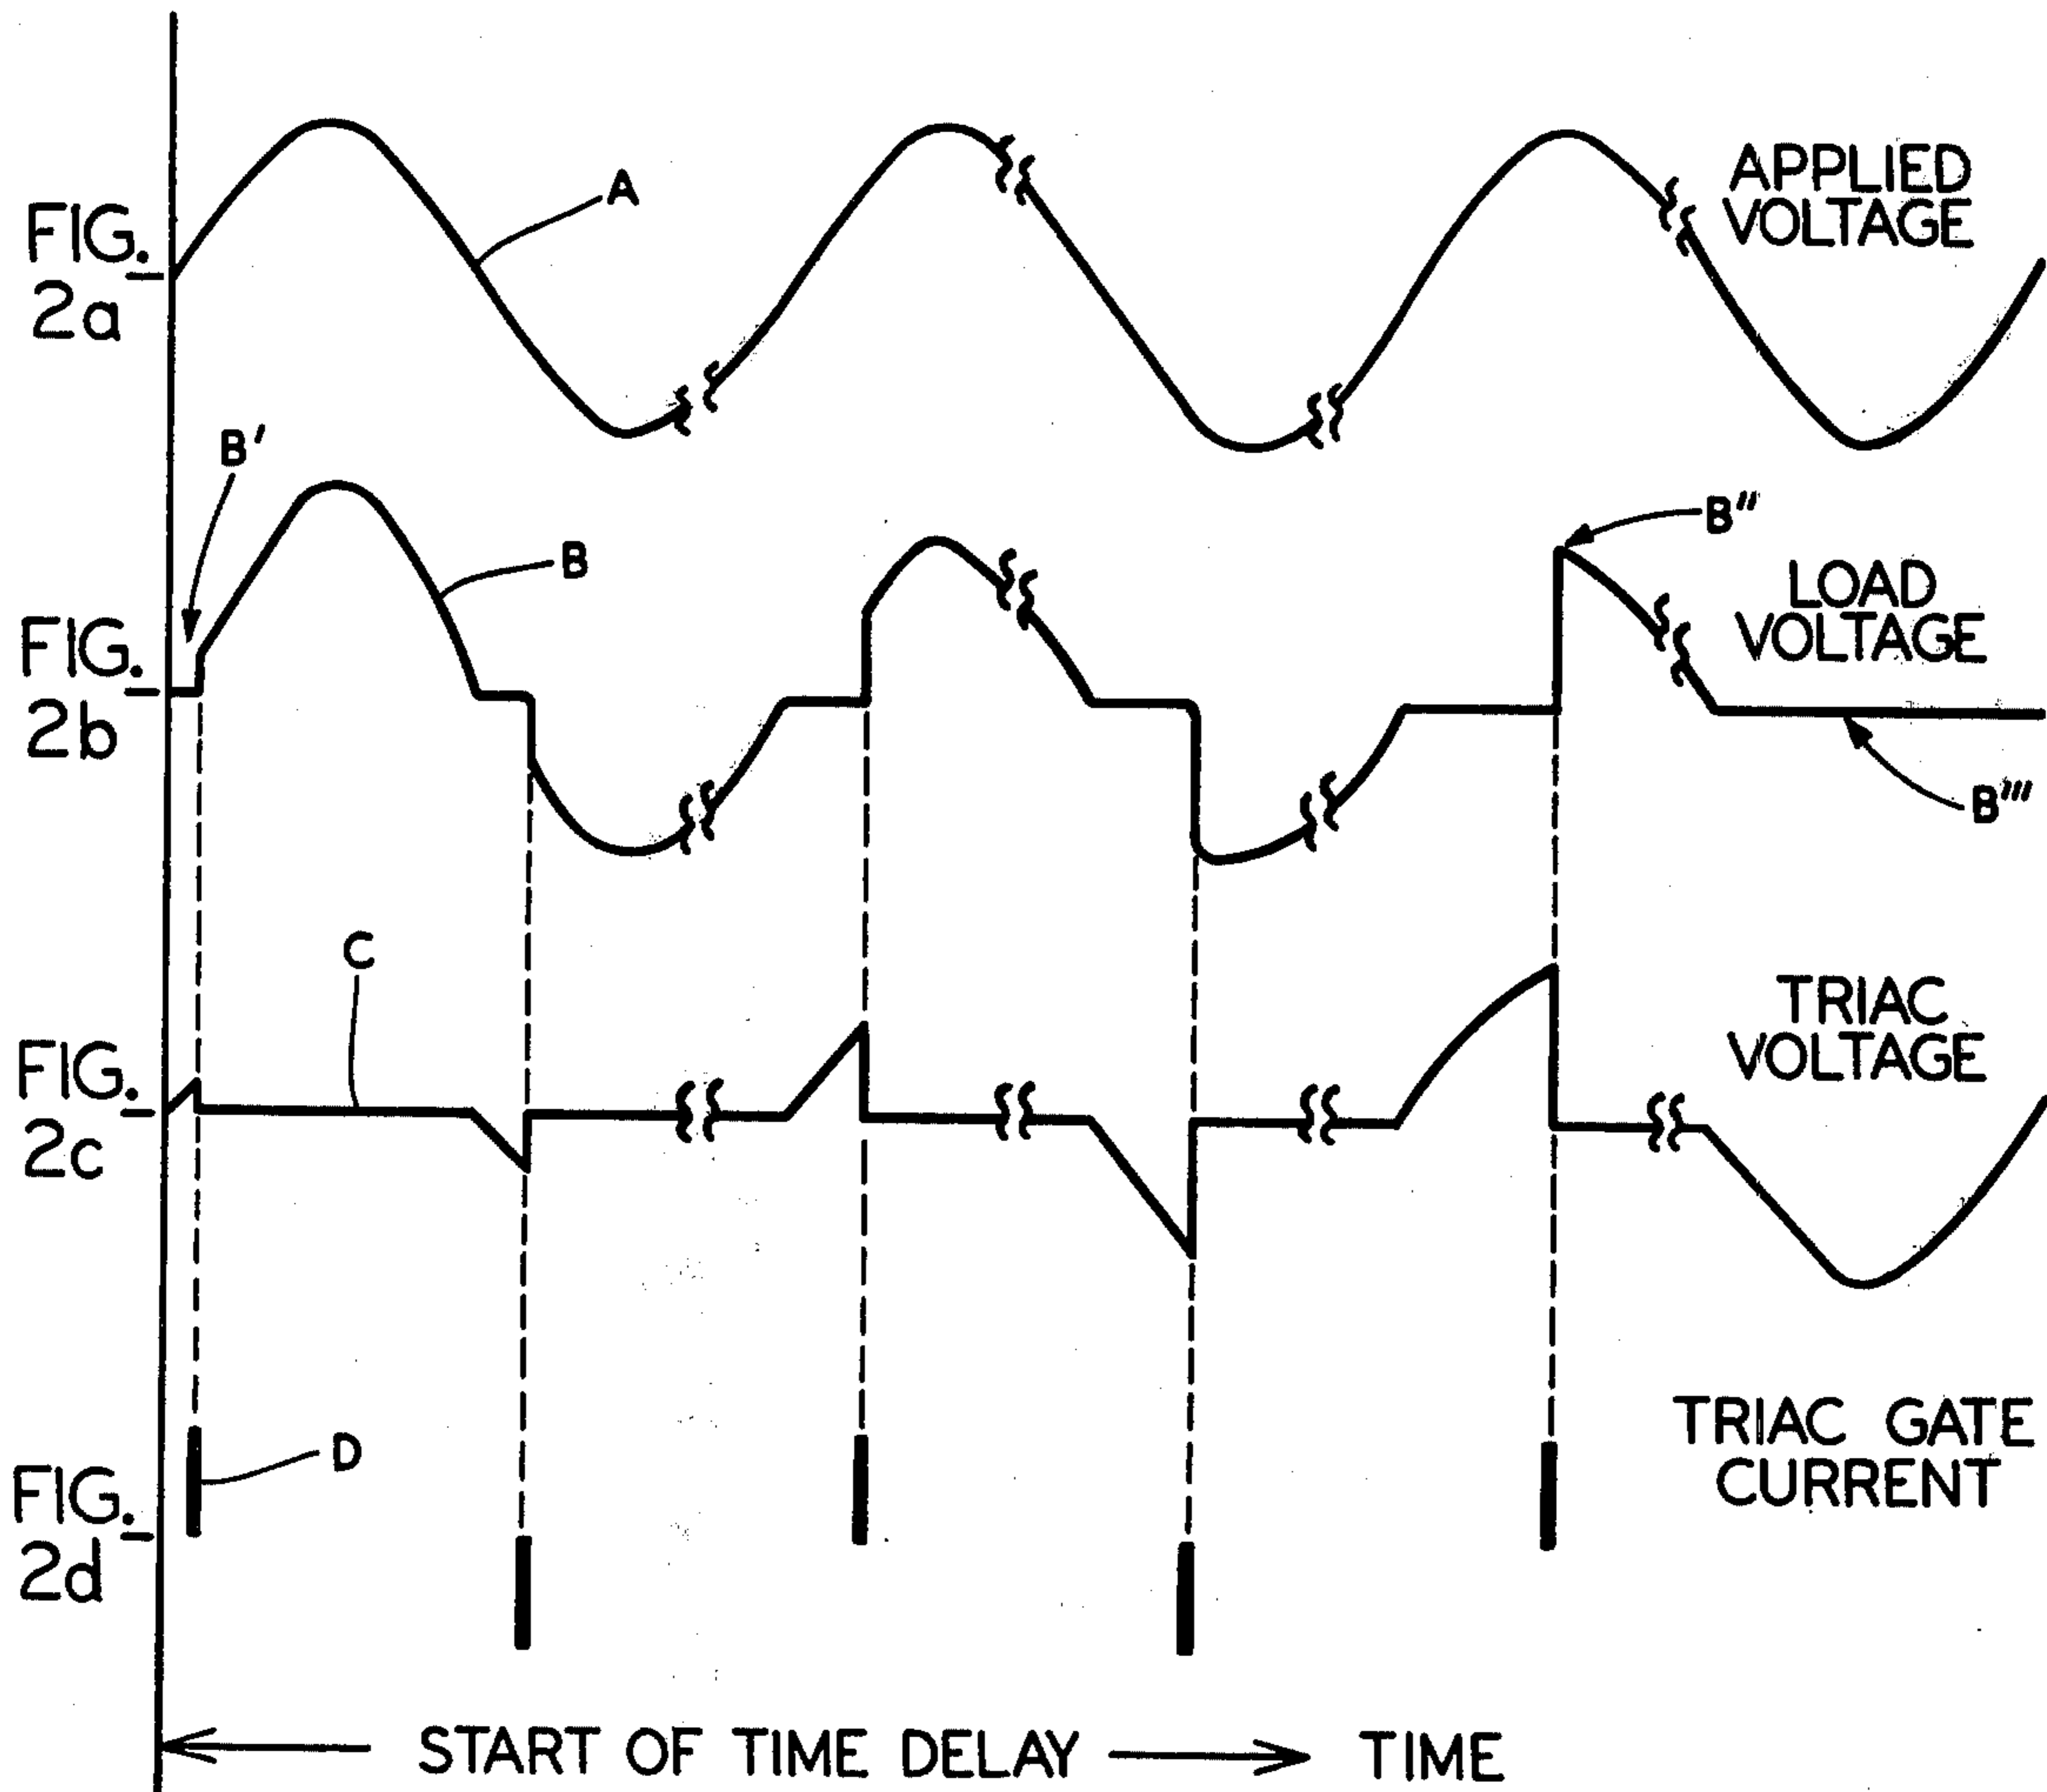 A
APPLIED
VOLTAGE
FIG.
2a
B'
B
B"
LOAD
VOLTAGE
FIG.
2b
B'''
C
TRIAC
VOLTAGE
FIG.
2c
D
TRIAC GATE
CURRENT
FIG.
2d
START OF TIME DELAY
TIME